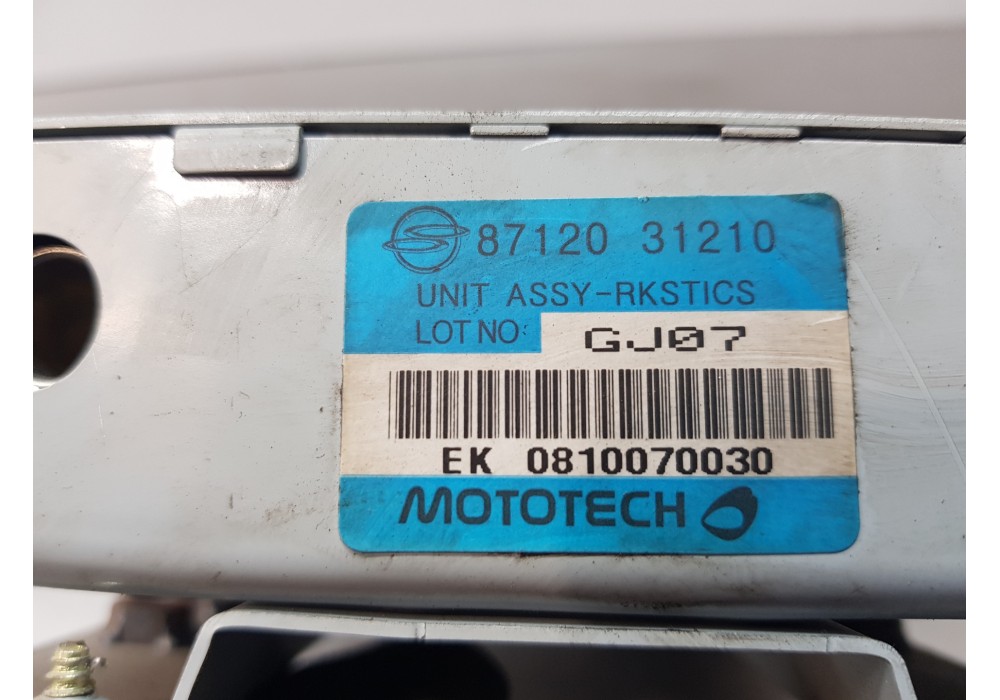 87120 31210
UNIT ASSY-RKSTICS
LOT NO: GJ07
EK 0810070030
MOTOTECH